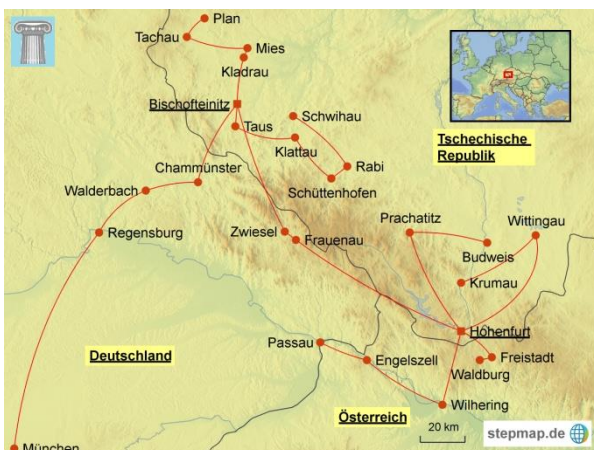 Plan
Tachau
Mies
Kladrau
Bischofteinitz
Schwihau
Taus
Tschechische
Republik
Klattau
Chammünster
Rabi
Walderbach
Schüttenhofen
Prachatitz
Wittingau
Regensburg
Zwiesel
Frauenau
Budweis
Krumau
Hohenfurt
Passau
Deutschland
Engelszell
Freistadt
Waldburg
Wilhering
Österreich
20 km
stepmap.de
München